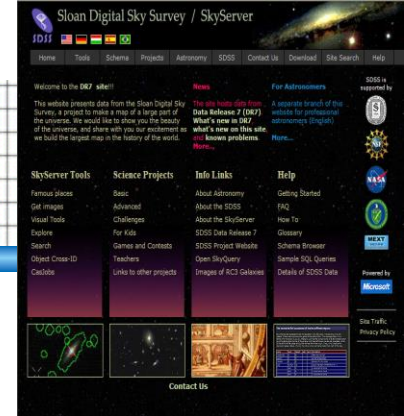 Sloan Digital Sky Survey / SkyServer
SDSS
Home Tools Schema Projects Astronomy SDSS Contact Us Download Site Search Help
Welcome to the DR7 site!!!
This website presents data from the Sloan Digital Sky
Survey, a project to make a map of a large part of
the universe. We would like to show you the beauty
of the universe, and share with you our excitement as
we build the largest map in the history of the world.
News
The site hosts data from
Data Release 7 (DR7).
What's new in DR7,
what's new on this site,
and known problems.
More...
For Astronomers
A separate branch of this
website for professional
astronomers (English)
More...
SDSS is
supported by
SkyServer Tools
Famous places
Get images
Visual Tools
Explore
Search
Object Cross-ID
CasJobs
Science Projects
Basic
Advanced
Challenges
For Kids
Games and Contests
Teachers
Links to other projects
Info Links
About Astronomy
About the SDSS
About the SkyServer
SDSS Data Release 7
SDSS Project Website
Open SkyQuery
Images of RC3 Galaxies
Help
Getting Started
FAQ
How To
Glossary
Schema Browser
Sample SQL Queries
Details of SDSS Data
NSF
NASA
MEXT
Powered by
Microsoft
Site Traffic
Privacy Policy
Contact Us